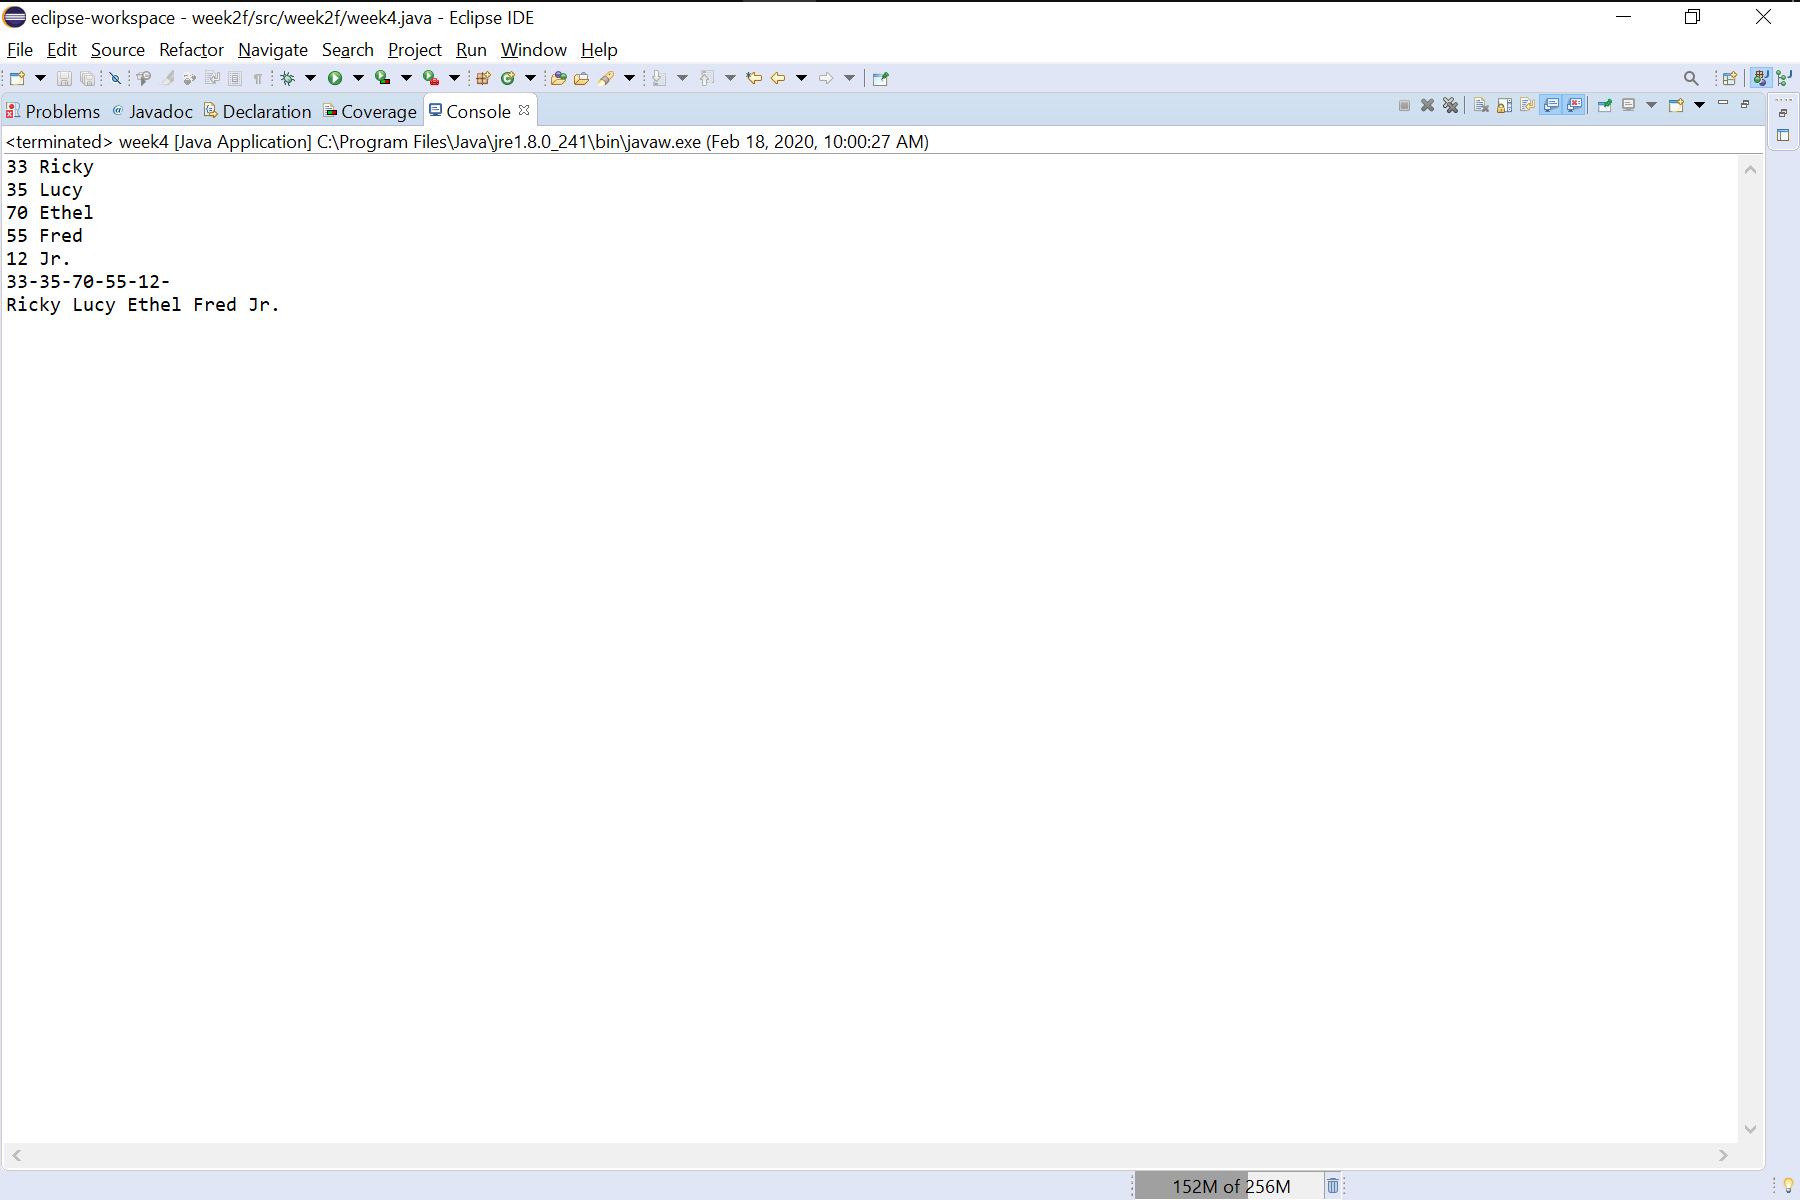 eclipse-workspace - week2f/src/week2f/week4.java - Eclipse IDE
File Edit Source Refactor Navigate Search Project Run Window Help
Problems @ Javadoc Declaration Coverage Console
<terminated> week4 [Java Application] C:\Program Files\Java\jre1.8.0_241\bin\javaw.exe (Feb 18, 2020, 10:00:27 AM)
33 Ricky
35 Lucy
70 Ethel
55 Fred
12 Jr.
33-35-70-55-12-
Ricky Lucy Ethel Fred Jr.
152M of 256M